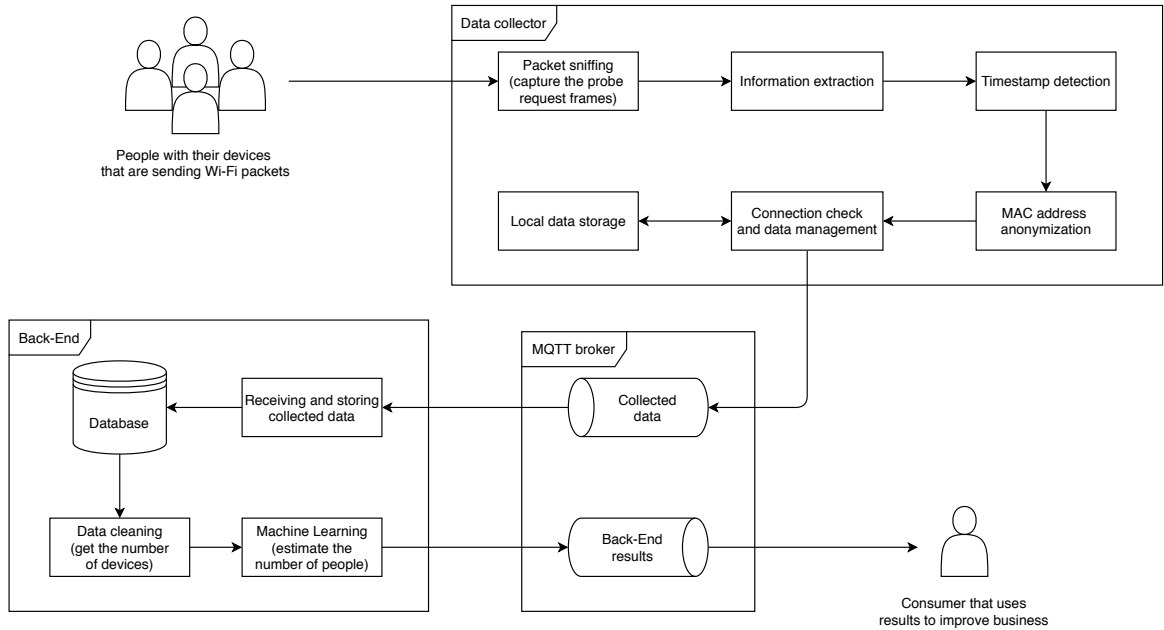 Data collector
People with their devices
that are sending Wi-Fi packets
Packet sniffing
(capture the probe
request frames)
Information extraction
Timestamp detection
Local data storage
Connection check
and data management
MAC address
anonymization
Back-End
Database
Receiving and storing
collected data
MQTT broker
Collected
data
Data cleaning
(get the number
of devices)
Machine Learning
(estimate the
number of people)
Back-End
results
Consumer that uses
results to improve business